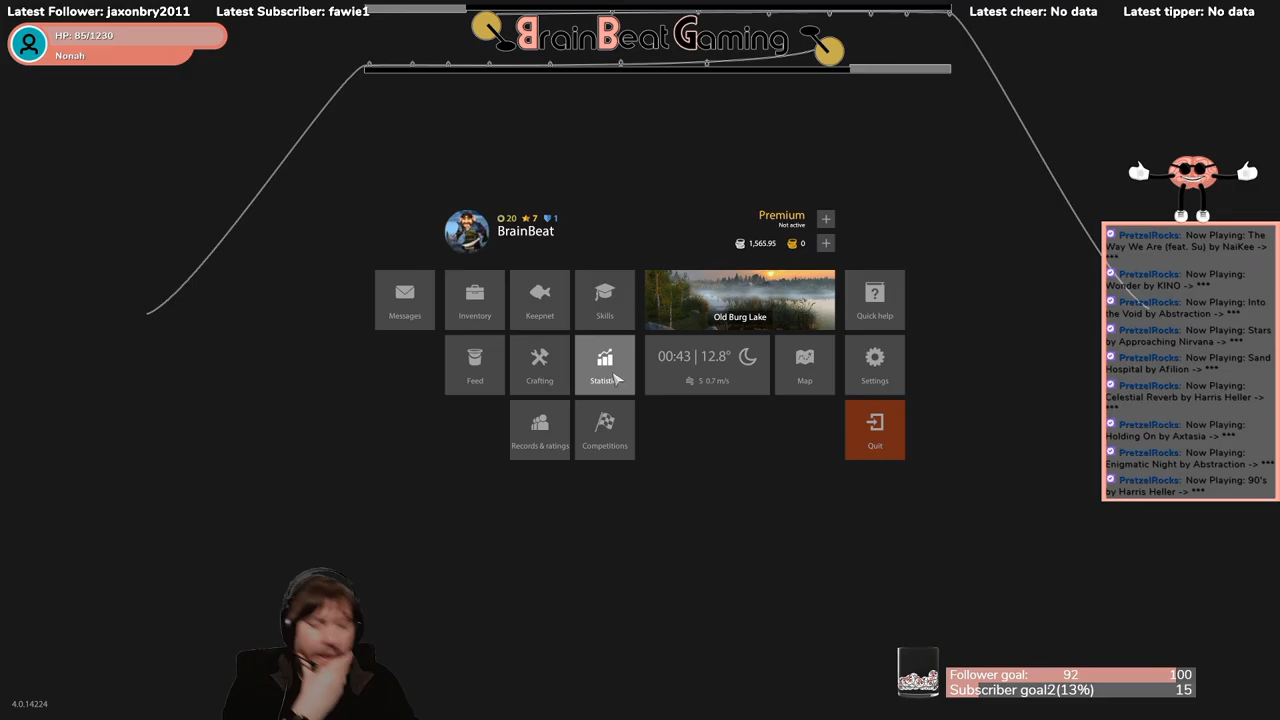 Latest Follower: jaxonbry2011
Latest Subscriber: fawie1
Latest cheer: No data
Latest tipper: No data
HP: 85/1230
Nonah
BrainBeat Gaming
20 7 1
BrainBeat
Premium
Not active
1,565.95 0
Messages
Inventory
Keepnet
Skills
Old Burg Lake
Quick help
Feed
Crafting
Statistics
00:43 | 12.8°
S 0.7 m/s
Map
Settings
Records & ratings
Competitions
Quit
PretzelRocks: Now Playing: The
Way We Are (feat. Su) by NaiKee ->
***
PretzelRocks: Now Playing:
Wonder by KINO -> ***
PretzelRocks: Now Playing: Into
the Void by Abstraction -> ***
PretzelRocks: Now Playing: Stars
by Approaching Nirvana -> ***
PretzelRocks: Now Playing: Sand
Hospital by Afilion -> ***
PretzelRocks: Now Playing:
Celestial Reverb by Harris Heller ->
***
PretzelRocks: Now Playing:
Holding On by Axtasia -> ***
PretzelRocks: Now Playing:
Enigmatic Night by Abstraction -> ***
PretzelRocks: Now Playing: 90's
by Harris Heller -> ***
Follower goal: 92 100
Subscriber goal2(13%) 15
4.0.14224